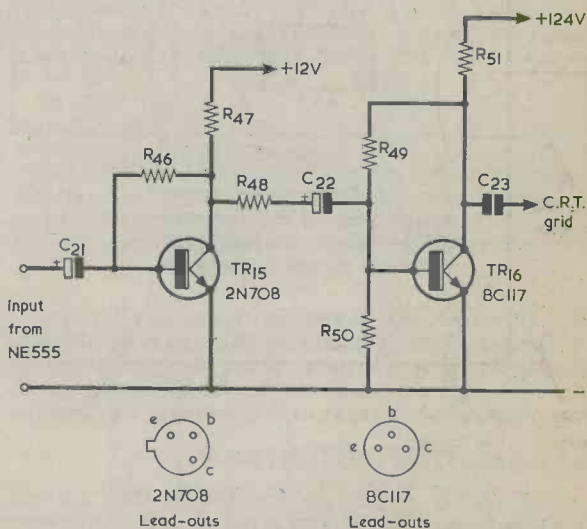 +124V
R51
+12V
R47
R49
R46
R48
C22
+
C23
C.R.T.
grid
C21
+
TR15
2N708
TR16
BC117
input
from
NE555
R50
e b c
2N708
Lead-outs
b e c
BC117
Lead-outs